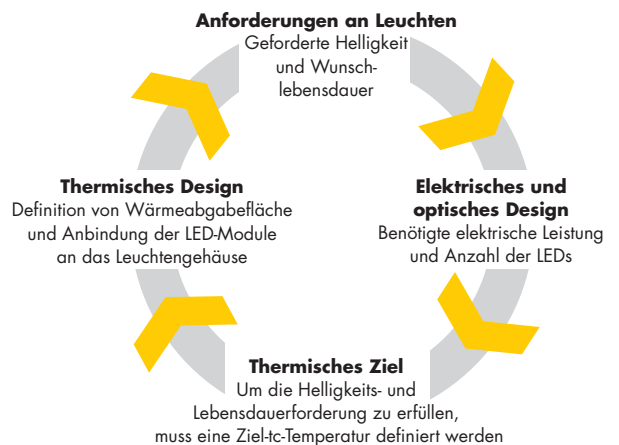 Anforderungen an Leuchten
Geforderte Helligkeit
und Wunsch-
lebensdauer
Elektrisches und
optisches Design
Benötigte elektrische Leistung
und Anzahl der LEDs
Thermisches Ziel
Um die Helligkeits- und
Lebensdauerforderung zu erfüllen,
muss eine Ziel-tc-Temperatur definiert werden
Thermisches Design
Definition von Wärmeabgabefläche
und Anbindung der LED-Module
an das Leuchtengehäuse